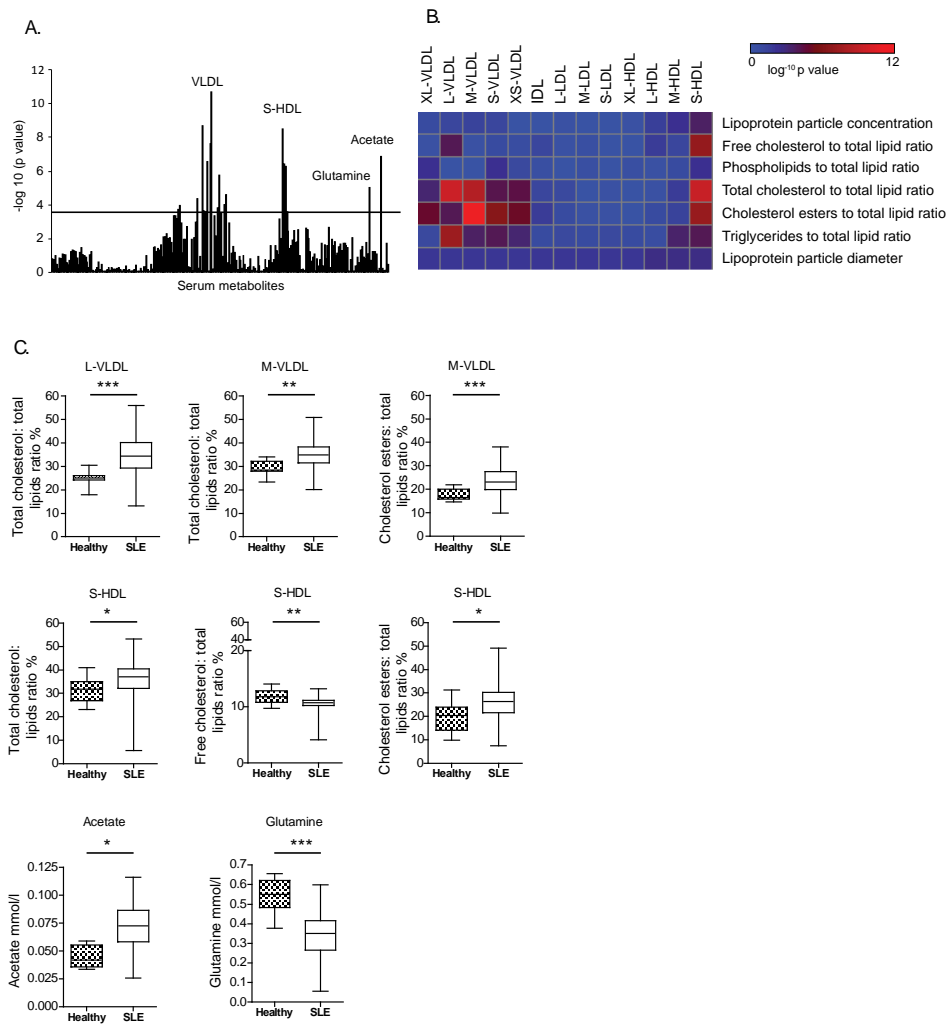 A.
12
10
8
6
4
2
0
-log 10 (p value)
VLDL
S-HDL
Acetate
Glutamine
Serum metabolites
B.
XL-VLDL
L-VLDL
M-VLDL
S-VLDL
XS-VLDL
IDL
L-LDL
M-LDL
S-LDL
XL-HDL
L-HDL
M-HDL
S-HDL
0
12
log-10 p value
Lipoprotein particle concentration
Free cholesterol to total lipid ratio
Phospholipids to total lipid ratio
Total cholesterol to total lipid ratio
Cholesterol esters to total lipid ratio
Triglycerides to total lipid ratio
Lipoprotein particle diameter
C.
L-VLDL
***
Total cholesterol: total
lipids ratio %
60
50
40
30
20
10
0
Healthy SLE
M-VLDL
**
Total cholesterol: total
lipids ratio %
60
50
40
30
20
10
0
Healthy SLE
M-VLDL
***
Cholesterol esters: total
lipids ratio %
60
50
40
30
20
10
0
Healthy SLE
S-HDL
*
Total cholesterol:
lipids ratio %
60
50
40
30
20
10
0
Healthy SLE
S-HDL
**
Free cholesterol: total
lipids ratio %
60
40
20
10
0
Healthy SLE
S-HDL
*
Cholesterol esters: total
lipids ratio %
60
50
40
30
20
10
0
Healthy SLE
Acetate
*
Acetate mmol/l
0.125
0.100
0.075
0.050
0.025
0.000
Healthy SLE
Glutamine
***
Glutamine mmol/l
0.7
0.6
0.5
0.4
0.3
0.2
0.1
0.0
Healthy SLE